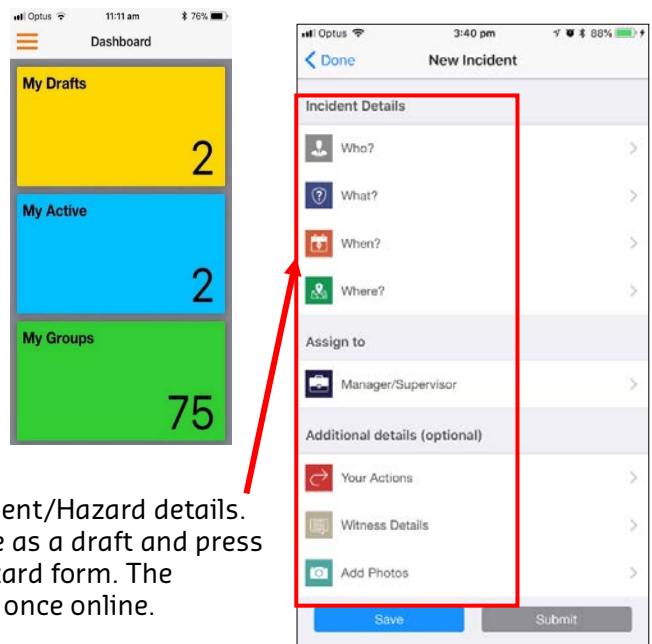 Optus 11:11 am 76%
Dashboard
My Drafts
2
My Active
2
My Groups
75
Optus 3:40 pm 88%
Done New Incident
Incident Details
Who?
What?
When?
Where?
Assign to
Manager/Supervisor
Additional details (optional)
Your Actions
Witness Details
Add Photos
Save Submit
ent/Hazard details.
e as a draft and press
ard form. The
once online.